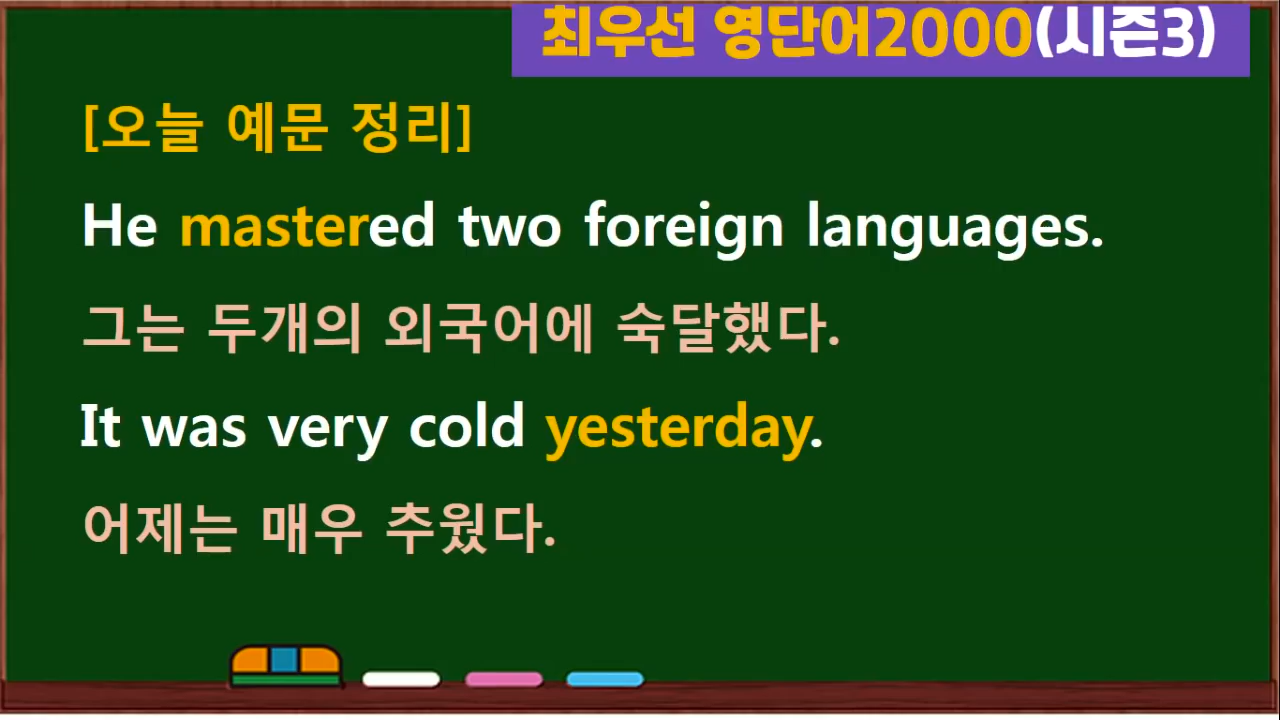 최우선 영단어2000(시즌3)
[오늘 예문 정리]
He mastered two foreign languages.
그는 두개의 외국어에 숙달했다.
It was very cold yesterday.
어제는 매우 추웠다.